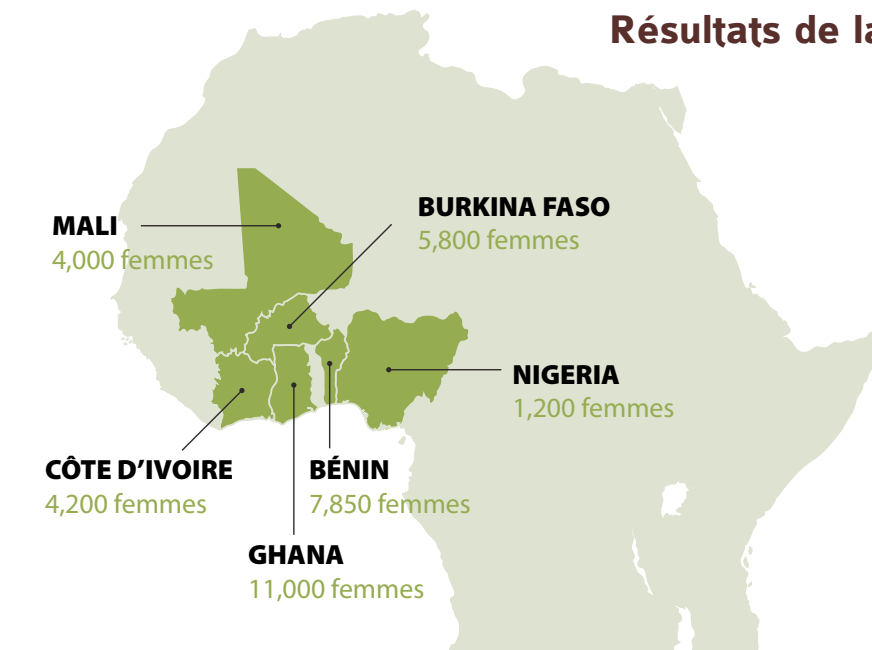 Résultats de la
MALI
4,000 femmes
BURKINA FASO
5,800 femmes
NIGERIA
1,200 femmes
CÔTE D’IVOIRE
4,200 femmes
BÉNIN
7,850 femmes
GHANA
11,000 femmes